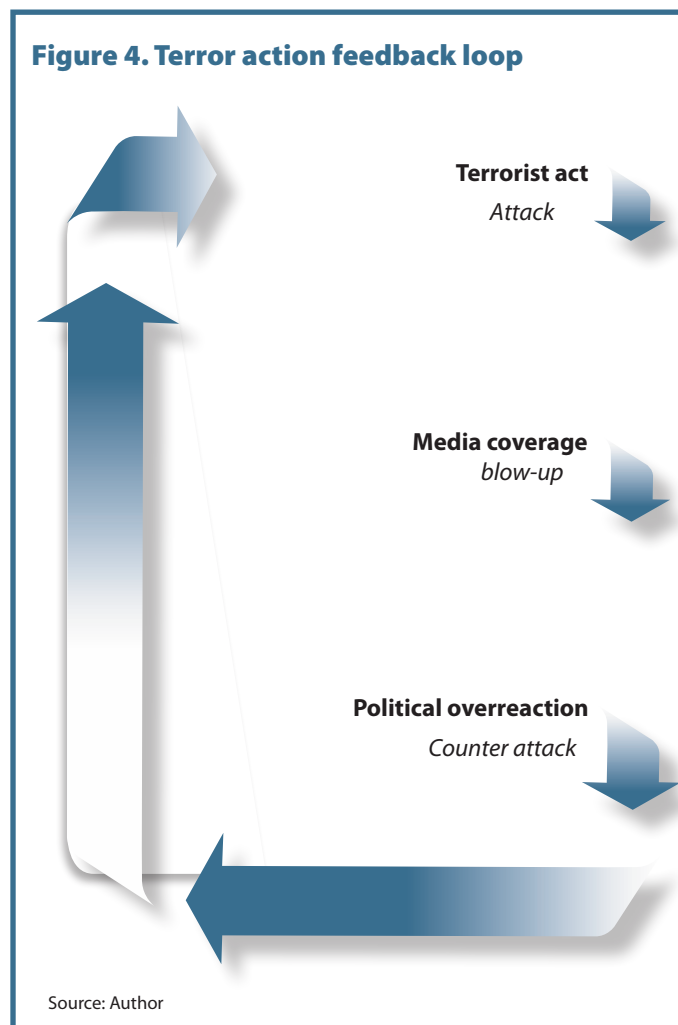 Figure 4. Terror action feedback loop
Terrorist act
Attack
Media coverage
blow-up
Political overreaction
Counter attack
Source: Author